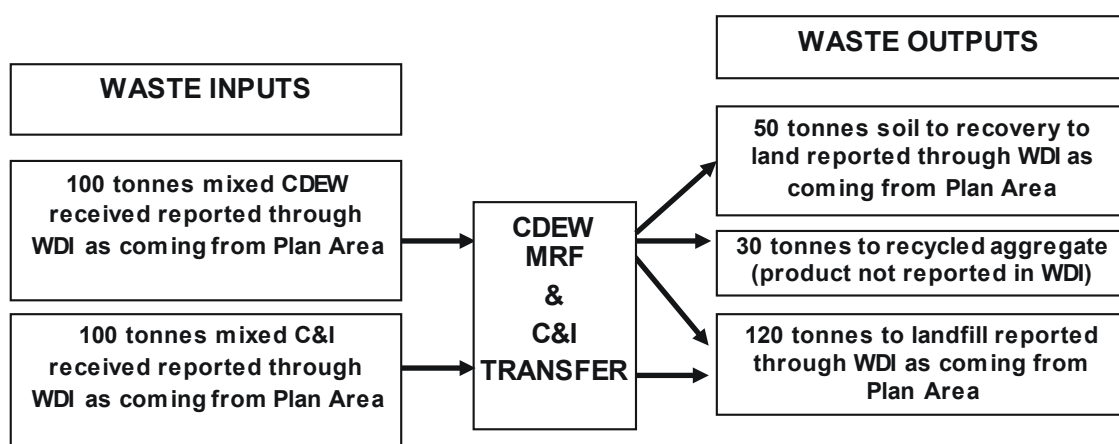 WASTE INPUTS
100 tonnes mixed CDEW
received reported through
WDI as coming from Plan Area
100 tonnes mixed C&I
received reported through
WDI as coming from Plan Area
CDEW
MRF
&
C&I
TRANSFER
WASTE OUTPUTS
50 tonnes soil to recovery to
land reported through WDI as
coming from Plan Area
30 tonnes to recycled aggregate
(product not reported in WDI)
120 tonnes to landfill reported
through WDI as coming from
Plan Area